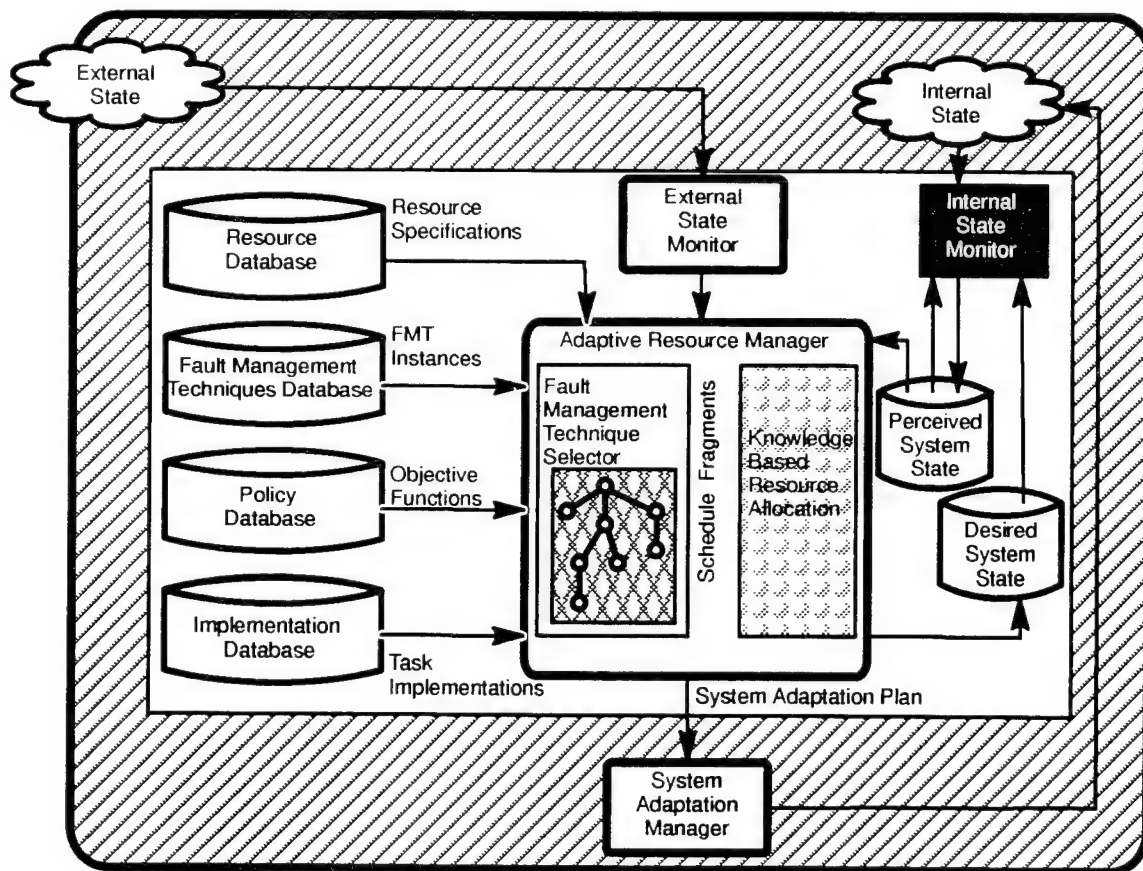 External
State
Internal
State
External
State
Monitor
Internal
State
Monitor
Resource
Database
Resource
Specifications
Fault Management
Techniques Database
FMT
Instances
Policy
Database
Objective
Functions
Implementation
Database
Task
Implementations
Adaptive Resource Manager
Fault
Management
Technique
Selector
Schedule Fragments
Knowledge
Based
Resource
Allocation
Perceived
System
State
Desired
System
State
System Adaptation Plan
System
Adaptation
Manager